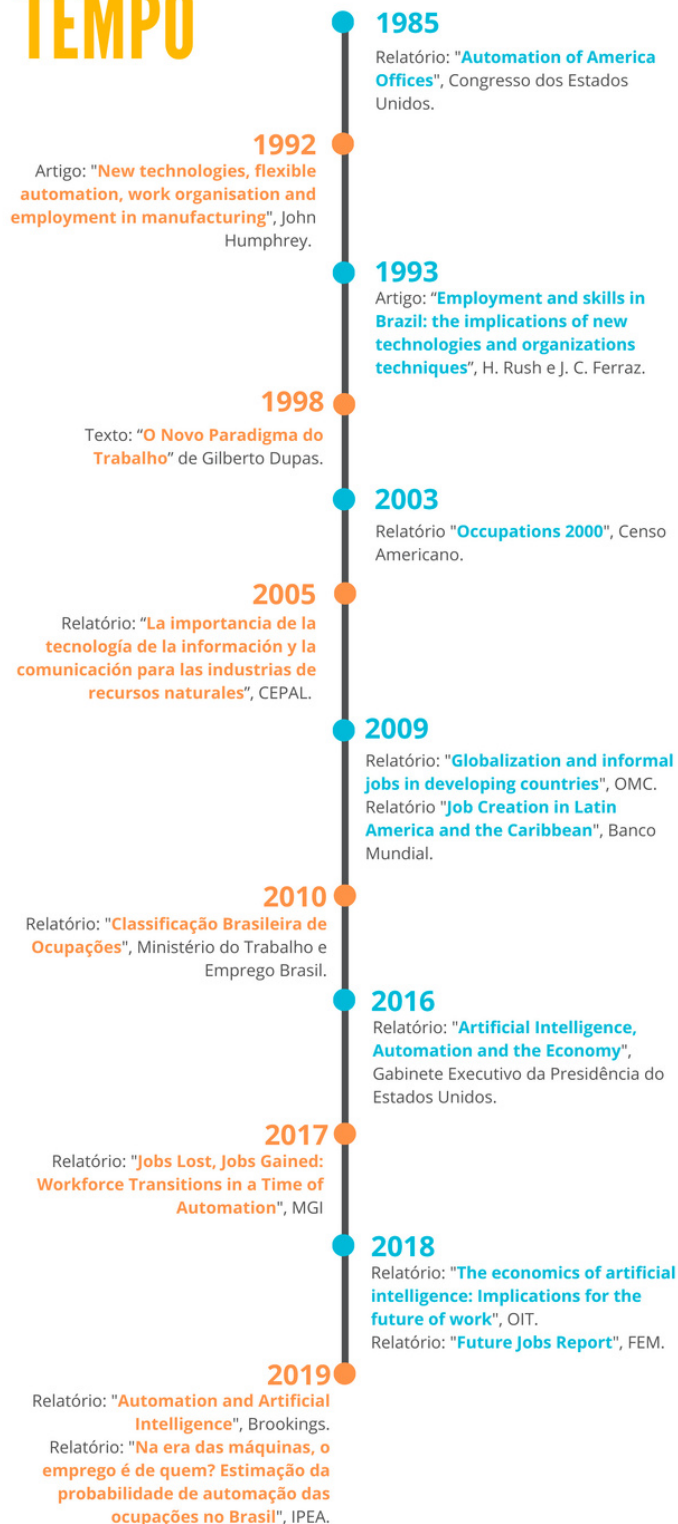 TEMPO
1985
Relatório: "Automation of America
Offices", Congresso dos Estados
Unidos.
1992
Artigo: "New technologies, flexible
automation, work organisation and
employment in manufacturing", John
Humphrey.
1993
Artigo: “Employment and skills in
Brazil: the implications of new
technologies and organizations
techniques”, H. Rush e J. C. Ferraz.
1998
Texto: “O Novo Paradigma do
Trabalho” de Gilberto Dupas.
2003
Relatório "Occupations 2000", Censo
Americano.
2005
Relatório: “La importancia de la
tecnología de la información y la
comunicación para las industrias de
recursos naturales”, CEPAL.
2009
Relatório: "Globalization and informal
jobs in developing countries", OMC.
Relatório "Job Creation in Latin
America and the Caribbean", Banco
Mundial.
2010
Relatório: "Classificação Brasileira de
Ocupações", Ministério do Trabalho e
Emprego Brasil.
2016
Relatório: "Artificial Intelligence,
Automation and the Economy",
Gabinete Executivo da Presidência do
Estados Unidos.
2017
Relatório: "Jobs Lost, Jobs Gained:
Workforce Transitions in a Time of
Automation", MGI
2018
Relatório: "The economics of artificial
intelligence: Implications for the
future of work", OIT.
Relatório: "Future Jobs Report", FEM.
2019
Relatório: "Automation and Artificial
Intelligence", Brookings.
Relatório: "Na era das máquinas, o
emprego é de quem? Estimação da
probabilidade de automação das
ocupações no Brasil", IPEA.